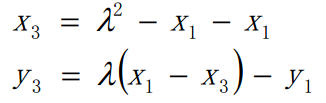 x₃ = λ² − x₁ − x₁
y₃ = λ(x₁ − x₃) − y₁